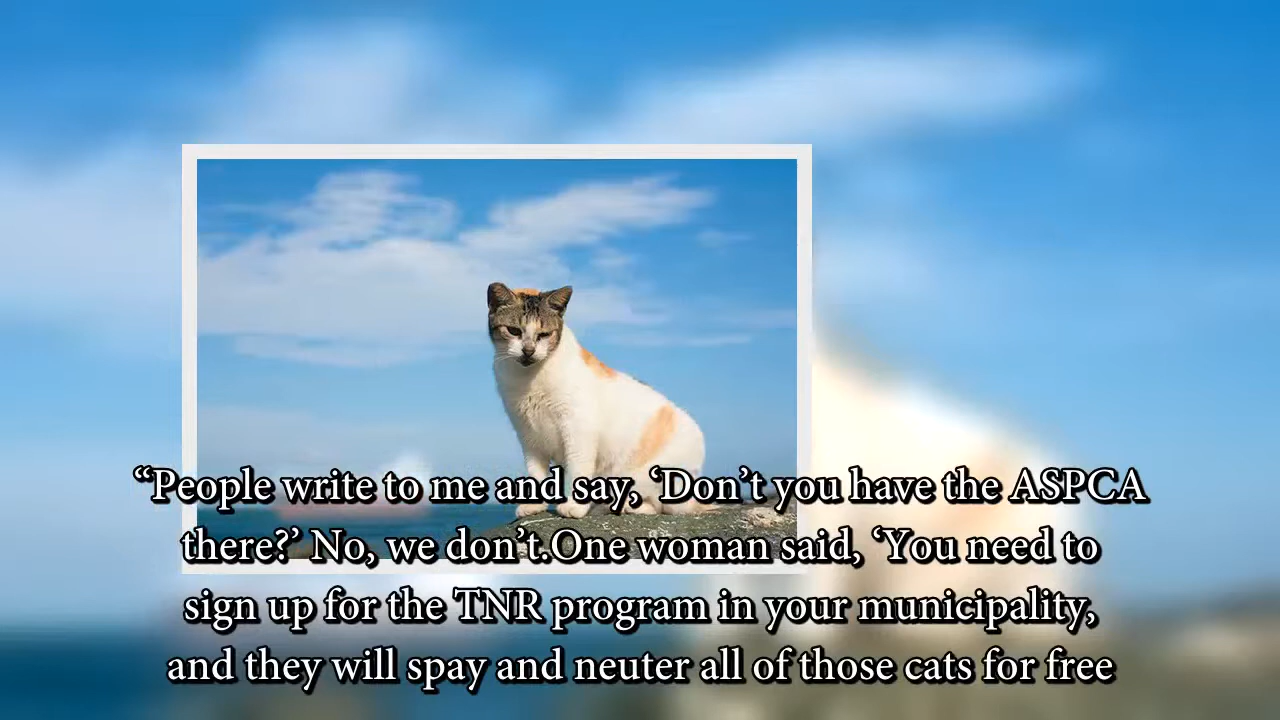 “People write to me and say, ‘Don’t you have the ASPCA
there?’ No, we don’t.One woman said, ‘You need to
sign up for the TNR program in your municipality,
and they will spay and neuter all of those cats for free